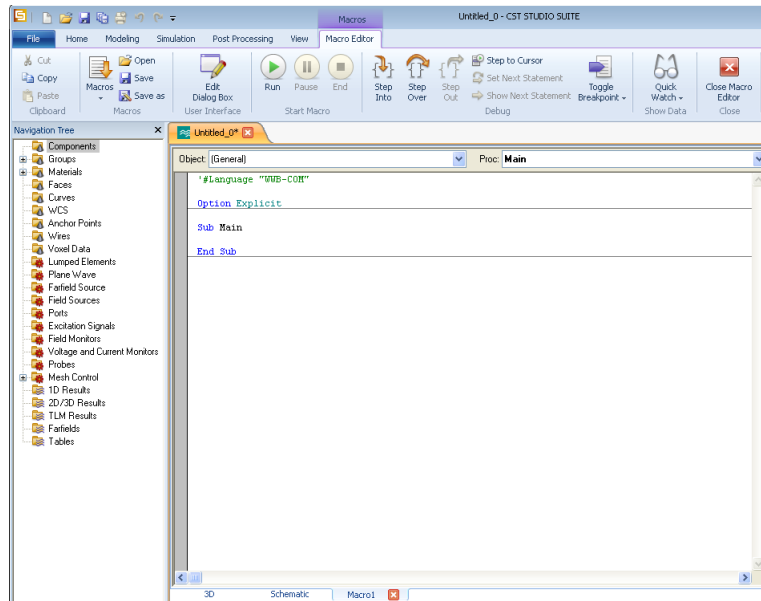 Macros
Untitled_0 - CST STUDIO SUITE
File Home Modeling Simulation Post Processing View Macro Editor
Cut
Copy
Paste
Clipboard
Macros
Open
Save
Save as
Macros
Edit
Dialog Box
User Interface
Run Pause End
Start Macro
Step
Into
Step
Over
Step
Out
Step to Cursor
Set Next Statement
Show Next Statement
Toggle
Breakpoint
Debug
Quick
Watch
Show Data
Close Macro
Editor
Close
Navigation Tree
Components
Groups
Materials
Faces
Curves
WCS
Anchor Points
Wires
Voxel Data
Lumped Elements
Plane Wave
Farfield Source
Field Sources
Ports
Excitation Signals
Field Monitors
Voltage and Current Monitors
Probes
Mesh Control
1D Results
2D/3D Results
TLM Results
Farfields
Tables
Untitled_0*
Object: (General) Proc: Main
'#Language "WWB-COM"
Option Explicit
Sub Main
End Sub
3D Schematic Macro1